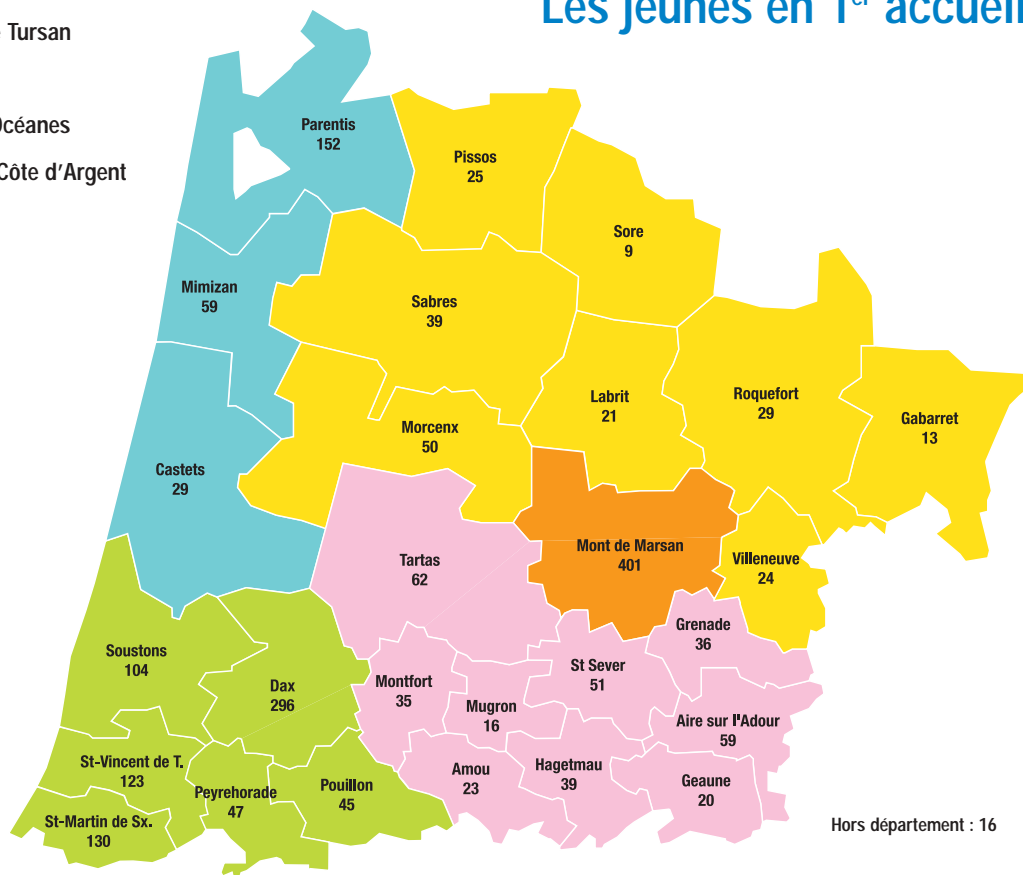 Les jeunes en 1er accueil
Tursan
Océanes
Côte d'Argent
Parentis
152
Pissos
25
Sore
9
Mimizan
59
Sabres
39
Labrit
21
Roquefort
29
Gabarret
13
Morcenx
50
Castets
29
Mont de Marsan
401
Villeneuve
24
Tartas
62
Grenade
36
Soustons
104
Dax
296
Montfort
35
St Sever
51
Mugron
16
Aire sur l'Adour
59
St-Vincent de T.
123
Peyrehorade
47
Pouillon
45
Amou
23
Hagetmau
39
Geaune
20
St-Martin de Sx.
130
Hors département : 16